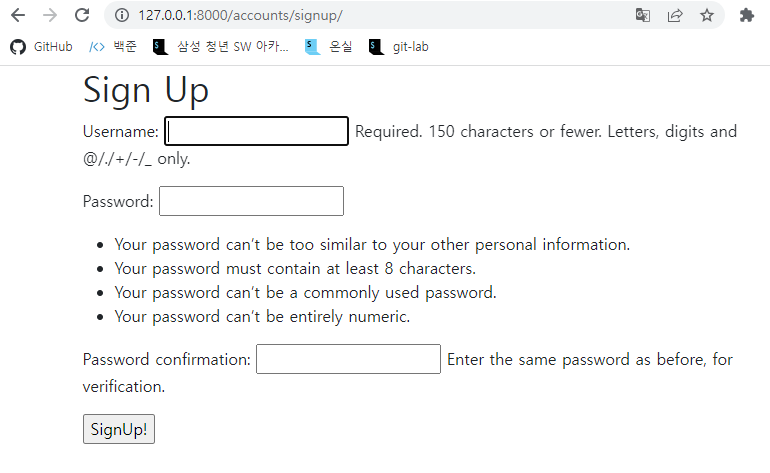 127.0.0.1:8000/accounts/signup/
GitHub 백준 삼성 청년 SW 아카... 온실 git-lab
Sign Up
Username: Required. 150 characters or fewer. Letters, digits and
@/./+/-/_ only.
Password:
• Your password can't be too similar to your other personal information.
• Your password must contain at least 8 characters.
• Your password can't be a commonly used password.
• Your password can't be entirely numeric.
Password confirmation: Enter the same password as before, for
verification.
SignUp!